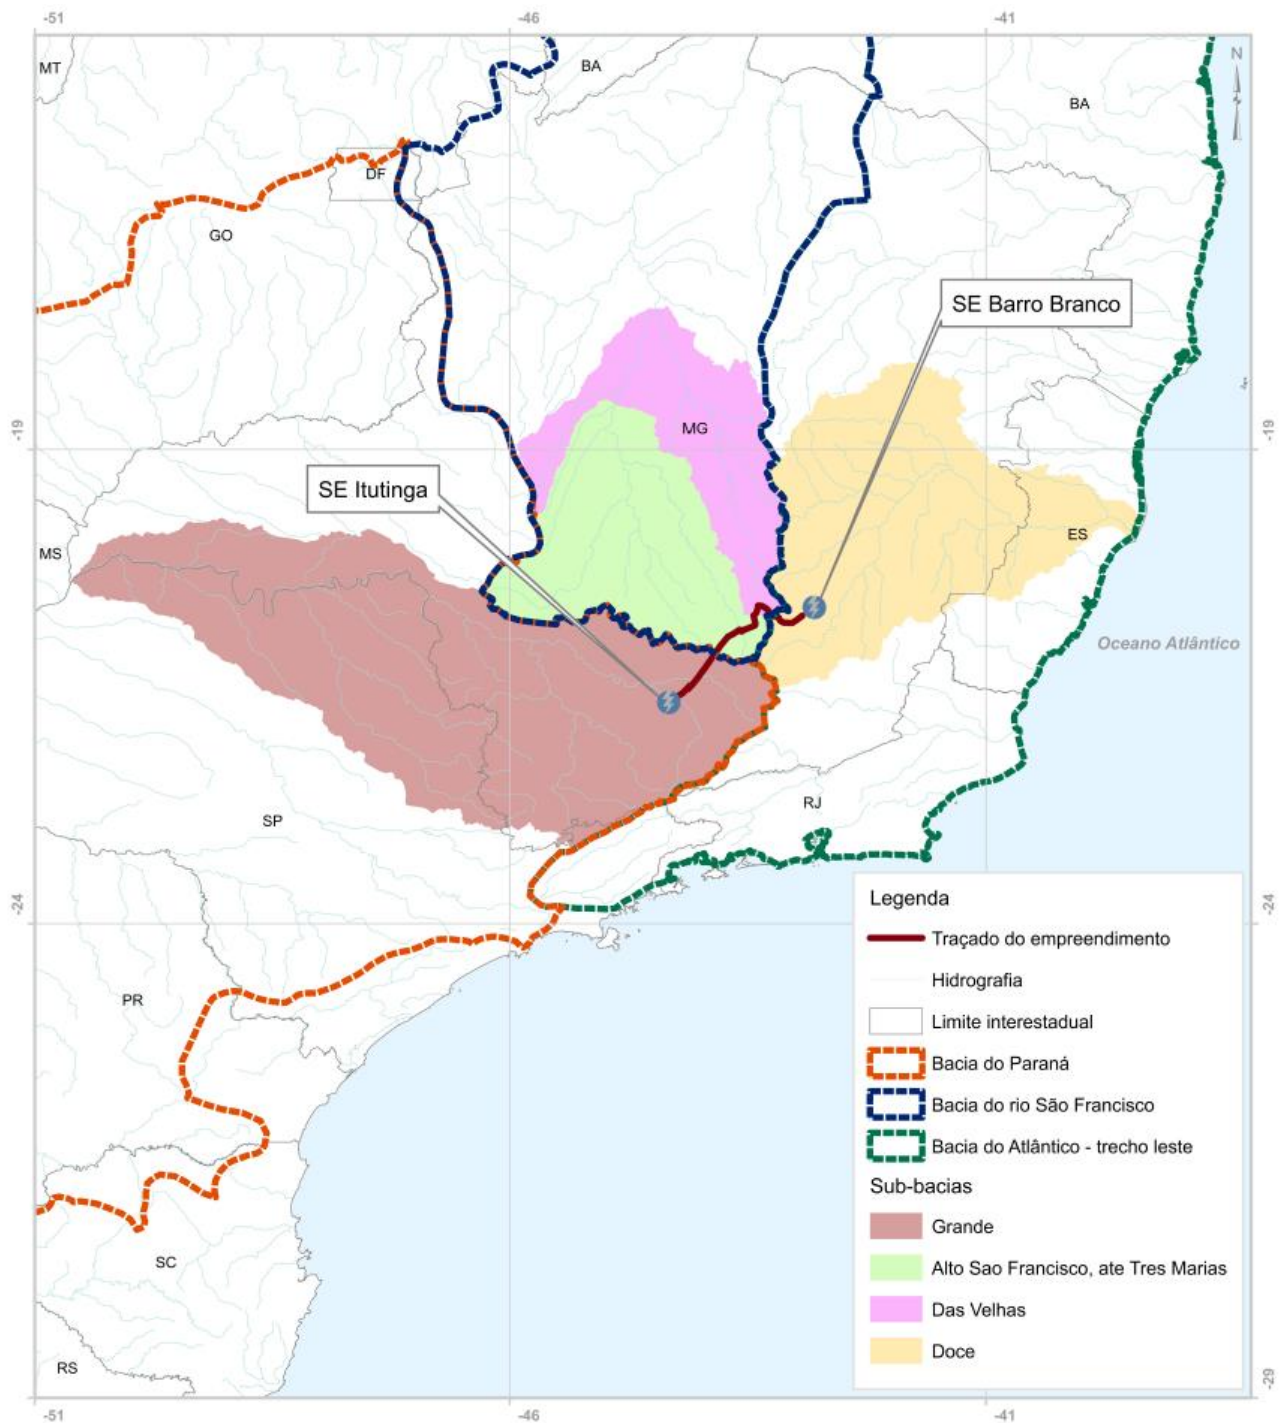 -51
-46
-41
N
MT
BA
BA
DF
GO
SE Barro Branco
-19
-19
MG
SE Itutinga
MS
ES
Oceano Atlântico
RJ
SP
-24
-24
PR
SC
RS
Legenda
Traçado do empreendimento
Hidrografia
Limite interestadual
Bacia do Paraná
Bacia do rio São Francisco
Bacia do Atlântico - trecho leste
Sub-bacias
Grande
Alto Sao Francisco, ate Tres Marias
Das Velhas
Doce
-29
-51
-46
-41